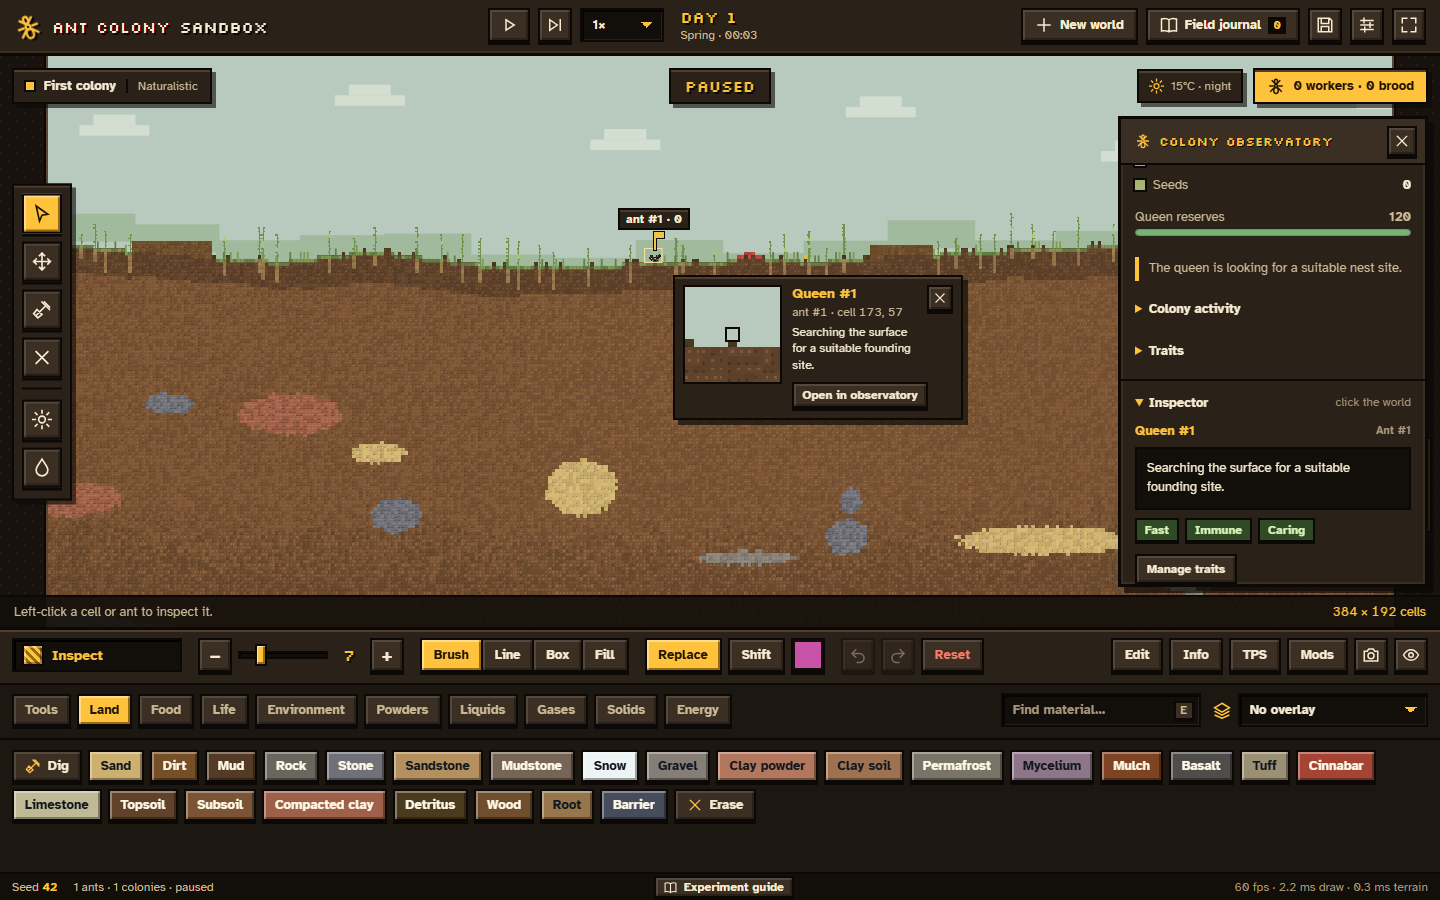 ANT COLONY SANDBOX
1×
DAY 1
Spring · 00:03
New world
Field journal 0
First colony Naturalistic
PAUSED
15°C · night
0 workers · 0 brood
COLONY OBSERVATORY
Seeds 0
Queen reserves 120
The queen is looking for a suitable nest site.
Colony activity
Traits
Inspector click the world
Queen #1 Ant #1
Searching the surface for a suitable
founding site.
Fast Immune Caring
Manage traits
ant #1 · 0
Queen #1
ant #1 · cell 173, 57
Searching the surface
for a suitable founding
site.
Open in observatory
Left-click a cell or ant to inspect it.
384 × 192 cells
Inspect − 7 + Brush Line Box Fill Replace Shift Reset Edit Info TPS Mods
Tools Land Food Life Environment Powders Liquids Gases Solids Energy Find material... E No overlay
Dig Sand Dirt Mud Rock Stone Sandstone Mudstone Snow Gravel Clay powder Clay soil Permafrost Mycelium Mulch Basalt Tuff Cinnabar
Limestone Topsoil Subsoil Compacted clay Detritus Wood Root Barrier Erase
Seed 42 1 ants · 1 colonies · paused
Experiment guide
60 fps · 2.2 ms draw · 0.3 ms terrain